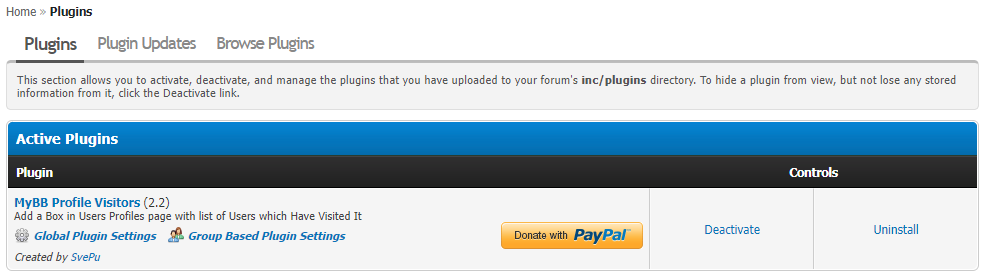 Home » Plugins
Plugins Plugin Updates Browse Plugins
This section allows you to activate, deactivate, and manage the plugins that you have uploaded to your forum's inc/plugins directory. To hide a plugin from view, but not lose any stored
information from it, click the Deactivate link.
Active Plugins
Plugin Controls
MyBB Profile Visitors (2.2)
Add a Box in Users Profiles page with list of Users which Have Visited It
Global Plugin Settings Group Based Plugin Settings
Donate with PayPal
Deactivate Uninstall
Created by SvePu